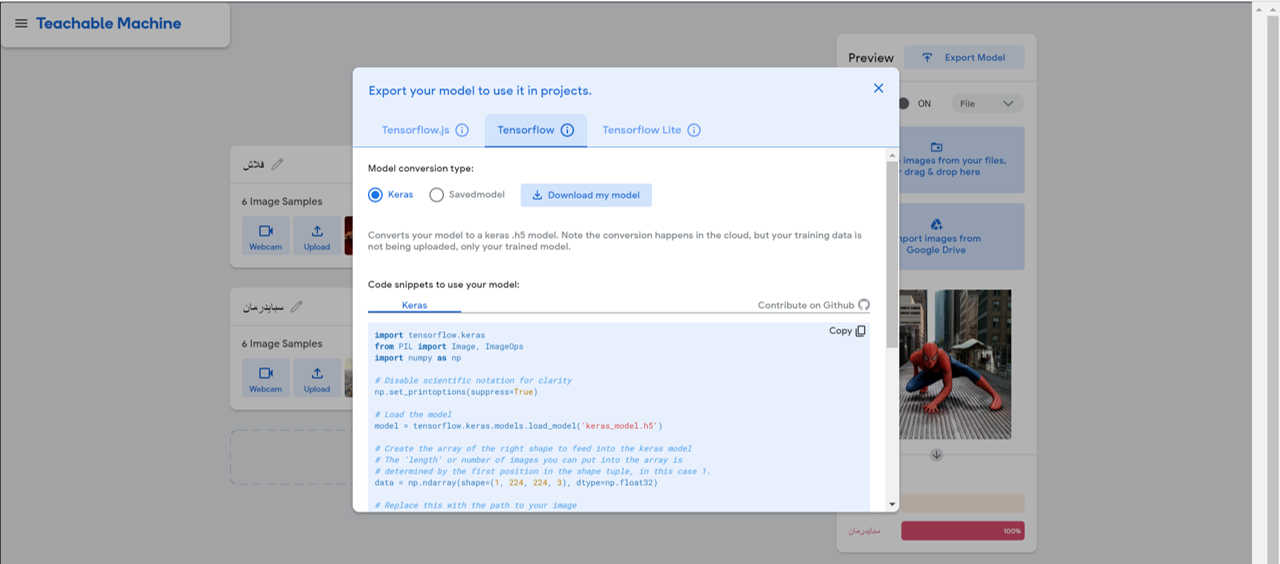 Teachable Machine
Preview
Export Model
ON
File
images from your files,
drag & drop here
port images from
Google Drive
فلاش
6 Image Samples
Webcam
Upload
سبايدرمان
6 Image Samples
Webcam
Upload
Export your model to use it in projects.
Tensorflow.js
Tensorflow
Tensorflow Lite
Model conversion type:
Keras
Savedmodel
Download my model
Converts your model to a keras .h5 model. Note the conversion happens in the cloud, but your training data is
not being uploaded, only your trained model.
Code snippets to use your model:
Keras
Contribute on Github
Copy
import tensorflow.keras
from PIL import Image, ImageOps
import numpy as np
# Disable scientific notation for clarity
np.set_printoptions(suppress=True)
# Load the model
model = tensorflow.keras.models.load_model('keras_model.h5')
# Create the array of the right shape to feed into the keras model
# The 'length' or number of images you can put into the array is
# determined by the first position in the shape tuple, in this case 1.
data = np.ndarray(shape=(1, 224, 224, 3), dtype=np.float32)
# Replace this with the path to your image
سبايدرمان
100%